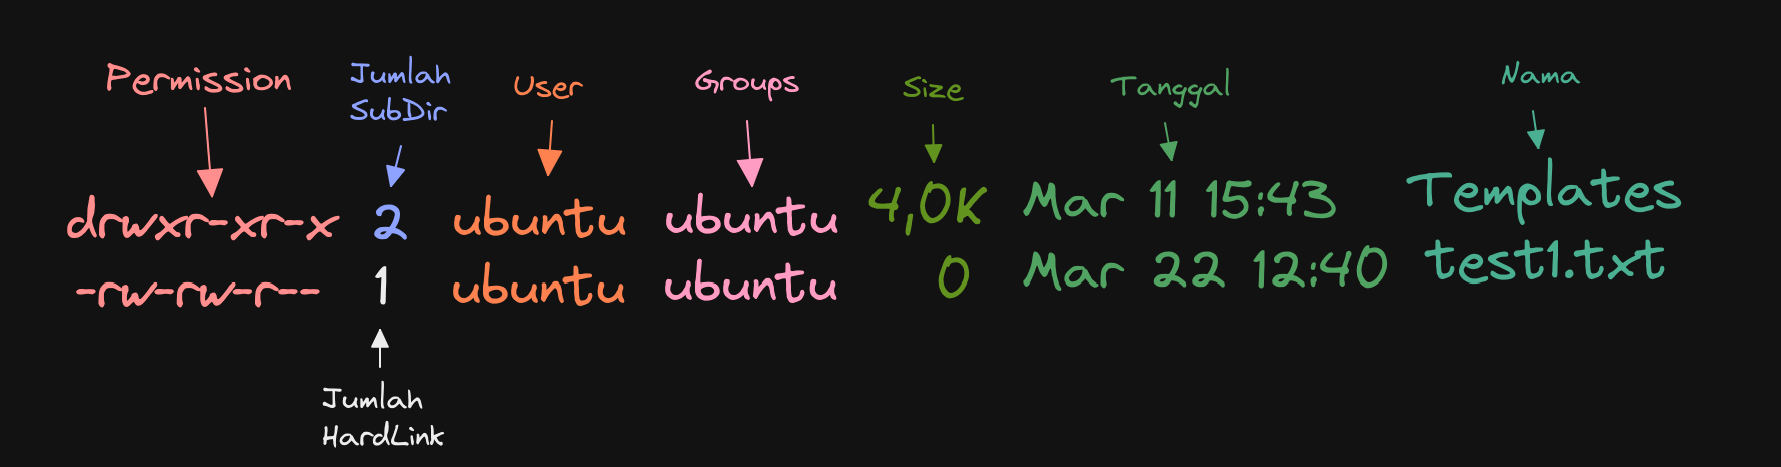 Permission
Jumlah
SubDir
User
Groups
Size
Tanggal
Nama
drwxr-xr-x 2 ubuntu ubuntu 4,0K Mar 11 15:43 Templates
-rw-rw-r-- 1 ubuntu ubuntu 0 Mar 22 12:40 test1.txt
Jumlah
HardLink